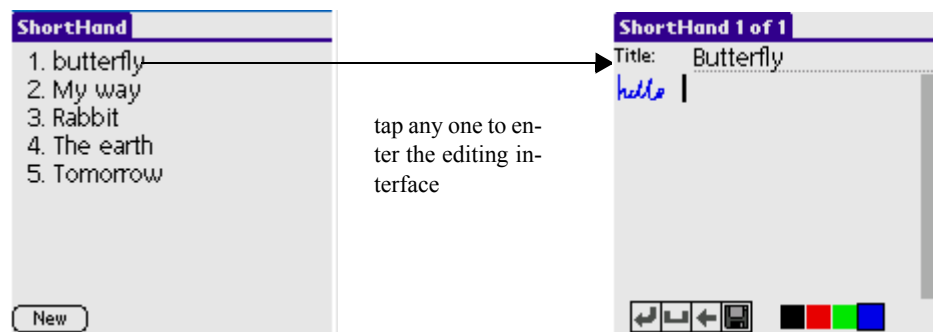 ShortHand
1. butterfly
2. My way
3. Rabbit
4. The earth
5. Tomorrow
New
tap any one to en-
ter the editing in-
terface
ShortHand 1 of 1
Title: Butterfly
hello